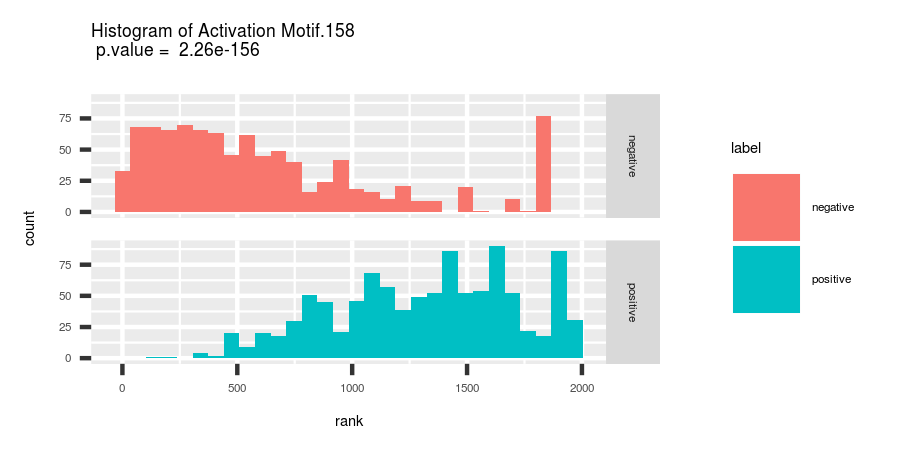 Histogram of Activation Motif.158
p.value = 2.26e-156
count
75
50
25
0
negative
75
50
25
0
positive
0 500 1000 1500 2000
rank
label
negative
positive